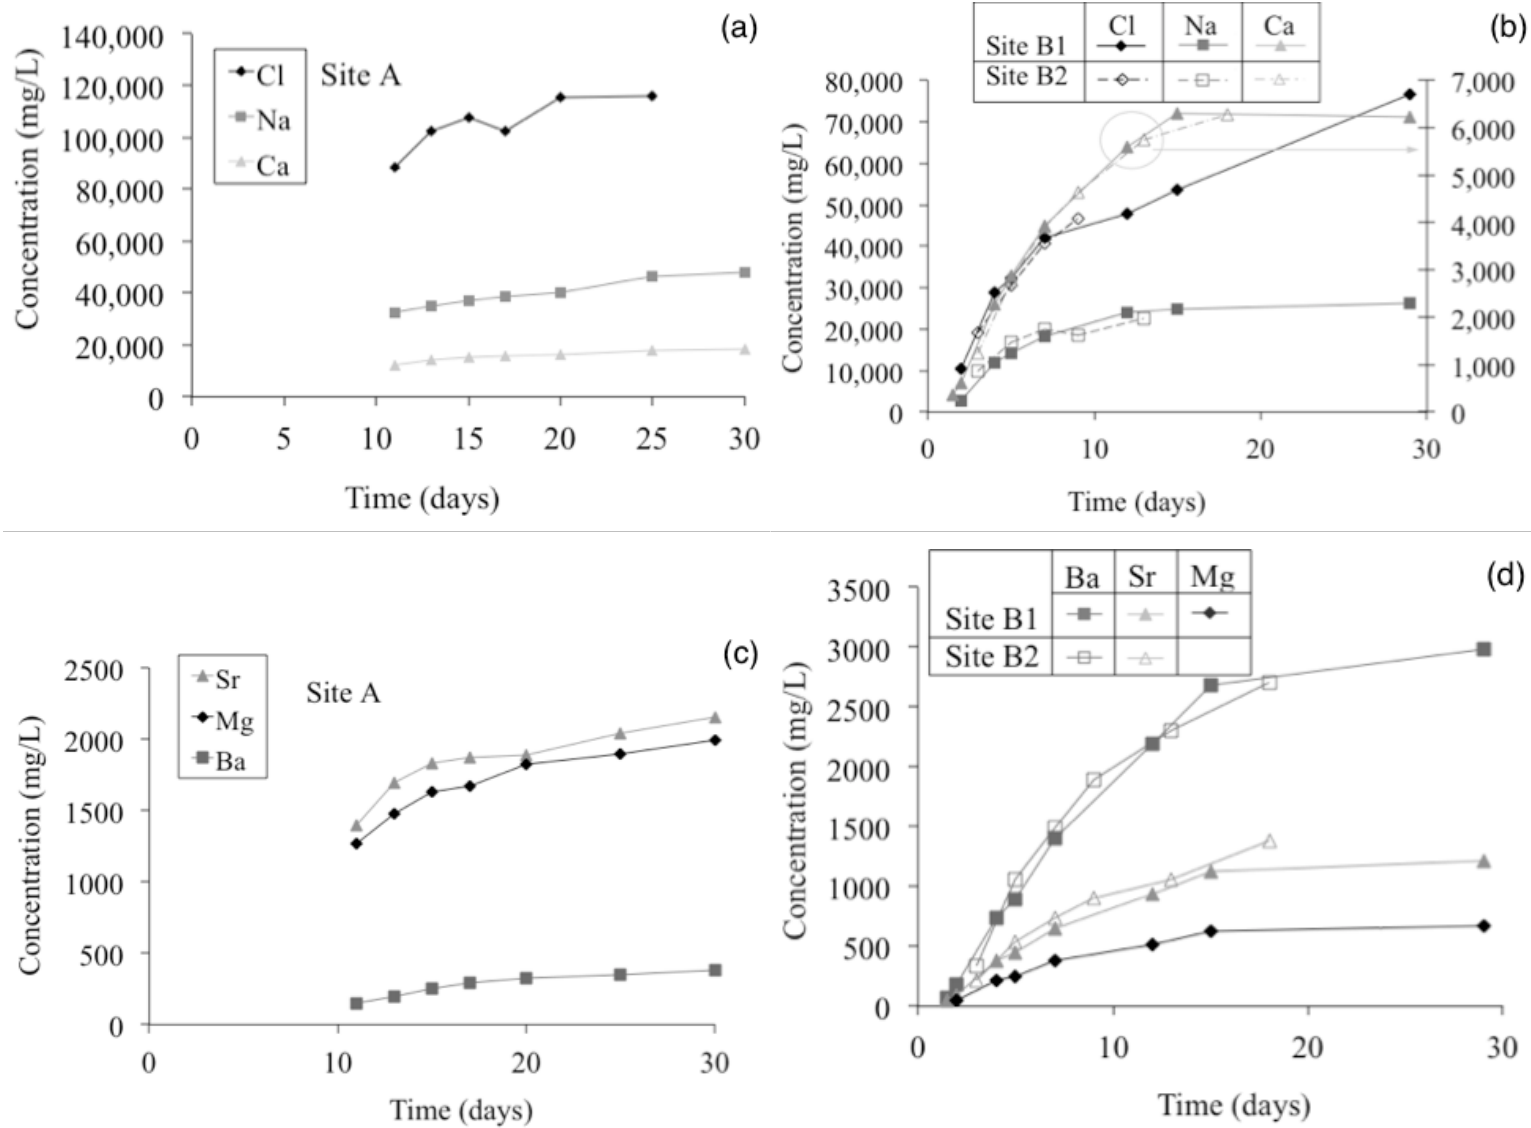 (a)
140,000
120,000
100,000
80,000
60,000
40,000
20,000
0
Concentration (mg/L)
Cl
Na
Ca
Site A
0 5 10 15 20 25 30
Time (days)
(b)
Cl Na Ca
Site B1
Site B2
80,000
70,000
60,000
50,000
40,000
30,000
20,000
10,000
0
Concentration (mg/L)
7,000
6,000
5,000
4,000
3,000
2,000
1,000
0
0 10 20 30
Time (days)
(c)
2500
2000
1500
1000
500
0
Concentration (mg/L)
Sr
Mg
Ba
Site A
0 10 20 30
Time (days)
(d)
Ba Sr Mg
Site B1
Site B2
3500
3000
2500
2000
1500
1000
500
0
Concentration (mg/L)
0 10 20 30
Time (days)